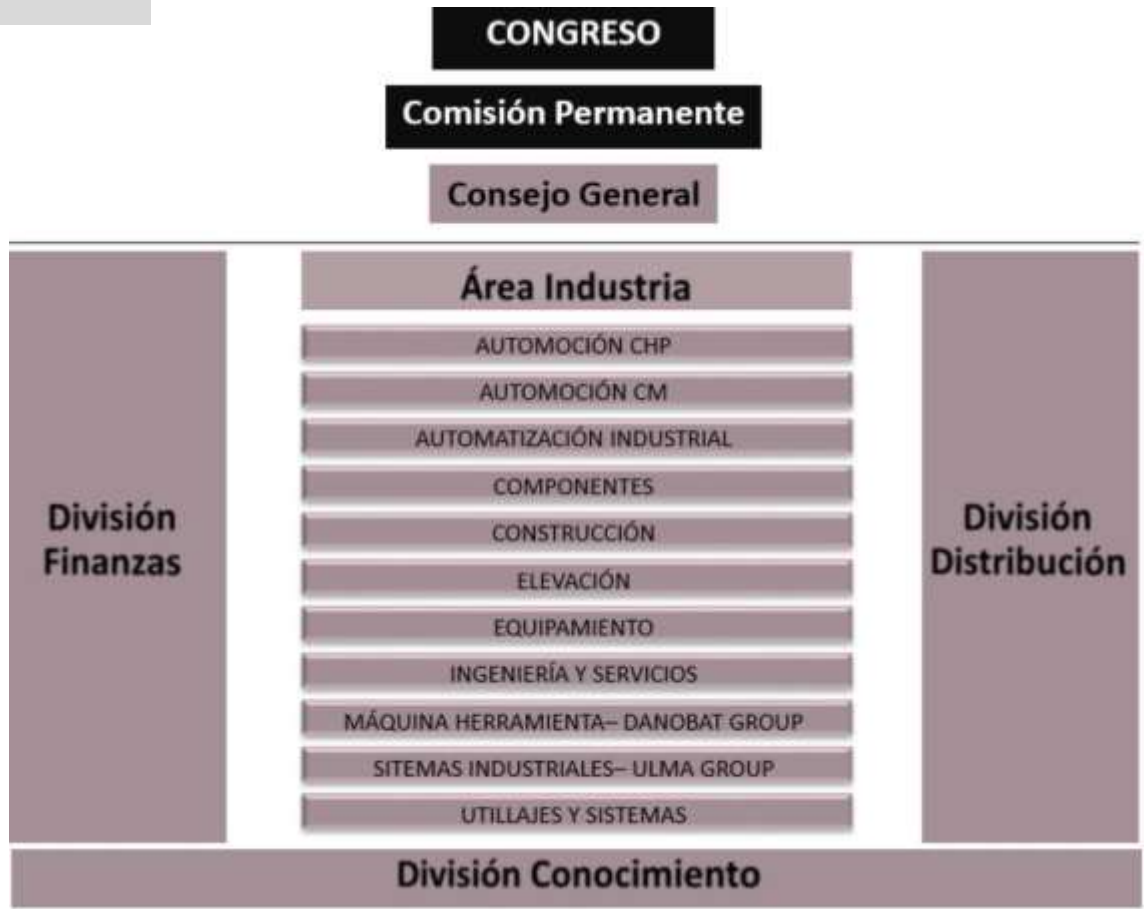 CONGRESO
Comisión Permanente
Consejo General
División
Finanzas
Área Industria
AUTOMOCIÓN CHP
AUTOMOCIÓN CM
AUTOMATIZACIÓN INDUSTRIAL
COMPONENTES
CONSTRUCCIÓN
ELEVACIÓN
EQUIPAMIENTO
INGENIERÍA Y SERVICIOS
MÁQUINA HERRAMIENTA– DANOBAT GROUP
SITEMAS INDUSTRIALES– ULMA GROUP
UTILLAJES Y SISTEMAS
División
Distribución
División Conocimiento